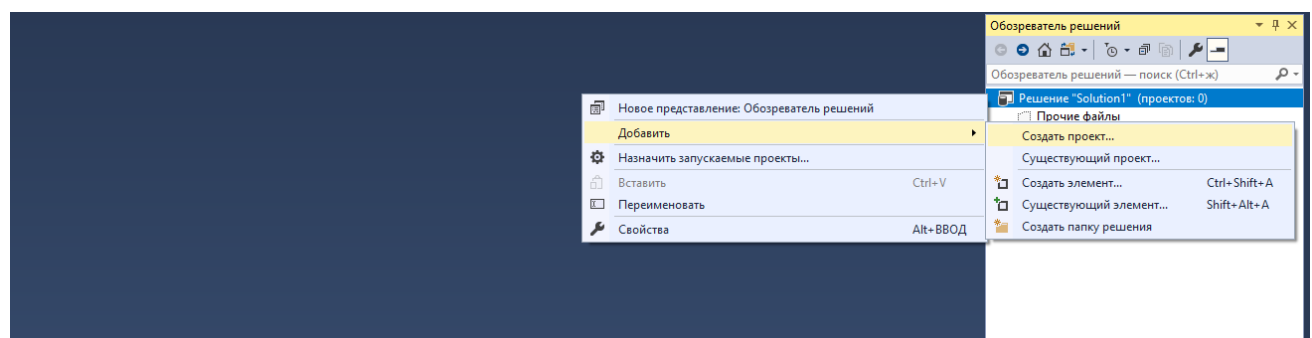 Обозреватель решений
Обозреватель решений — поиск (Ctrl+ж)
Решение "Solution1" (проектов: 0)
Прочие файлы
Новое представление: Обозреватель решений
Добавить
Назначить запускаемые проекты...
Вставить Ctrl+V
Переименовать
Свойства Alt+ВВОД
Создать проект...
Существующий проект...
Создать элемент... Ctrl+Shift+A
Существующий элемент... Shift+Alt+A
Создать папку решения